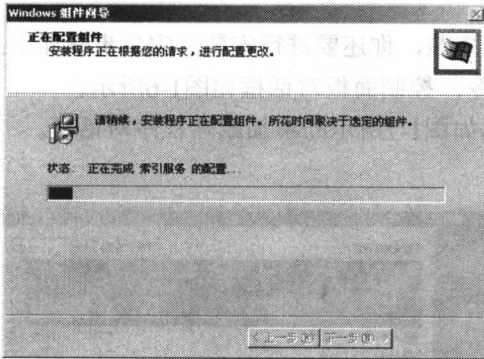 Windows 组件向导
正在配置组件
安装程序正在根据您的请求，进行配置更改。
请稍候，安装程序正在配置组件。所花时间取决于选定的组件。
状态： 正在完成 索引服务 的配置...
< 上一步(B) 下一步(N) >